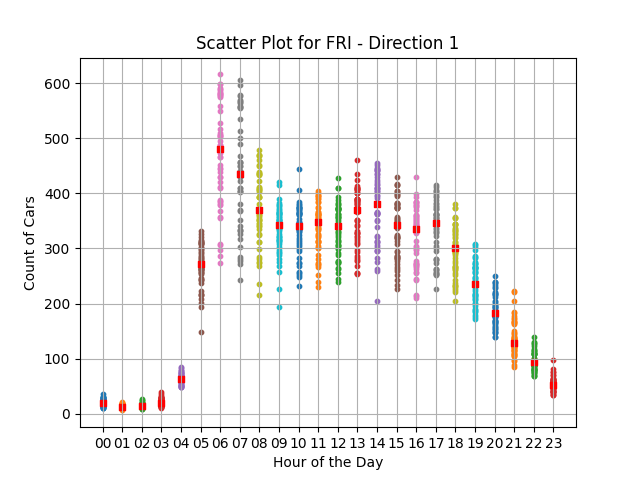 Scatter Plot for FRI - Direction 1
Count of Cars
600
500
400
300
200
100
0
00 01 02 03 04 05 06 07 08 09 10 11 12 13 14 15 16 17 18 19 20 21 22 23
Hour of the Day